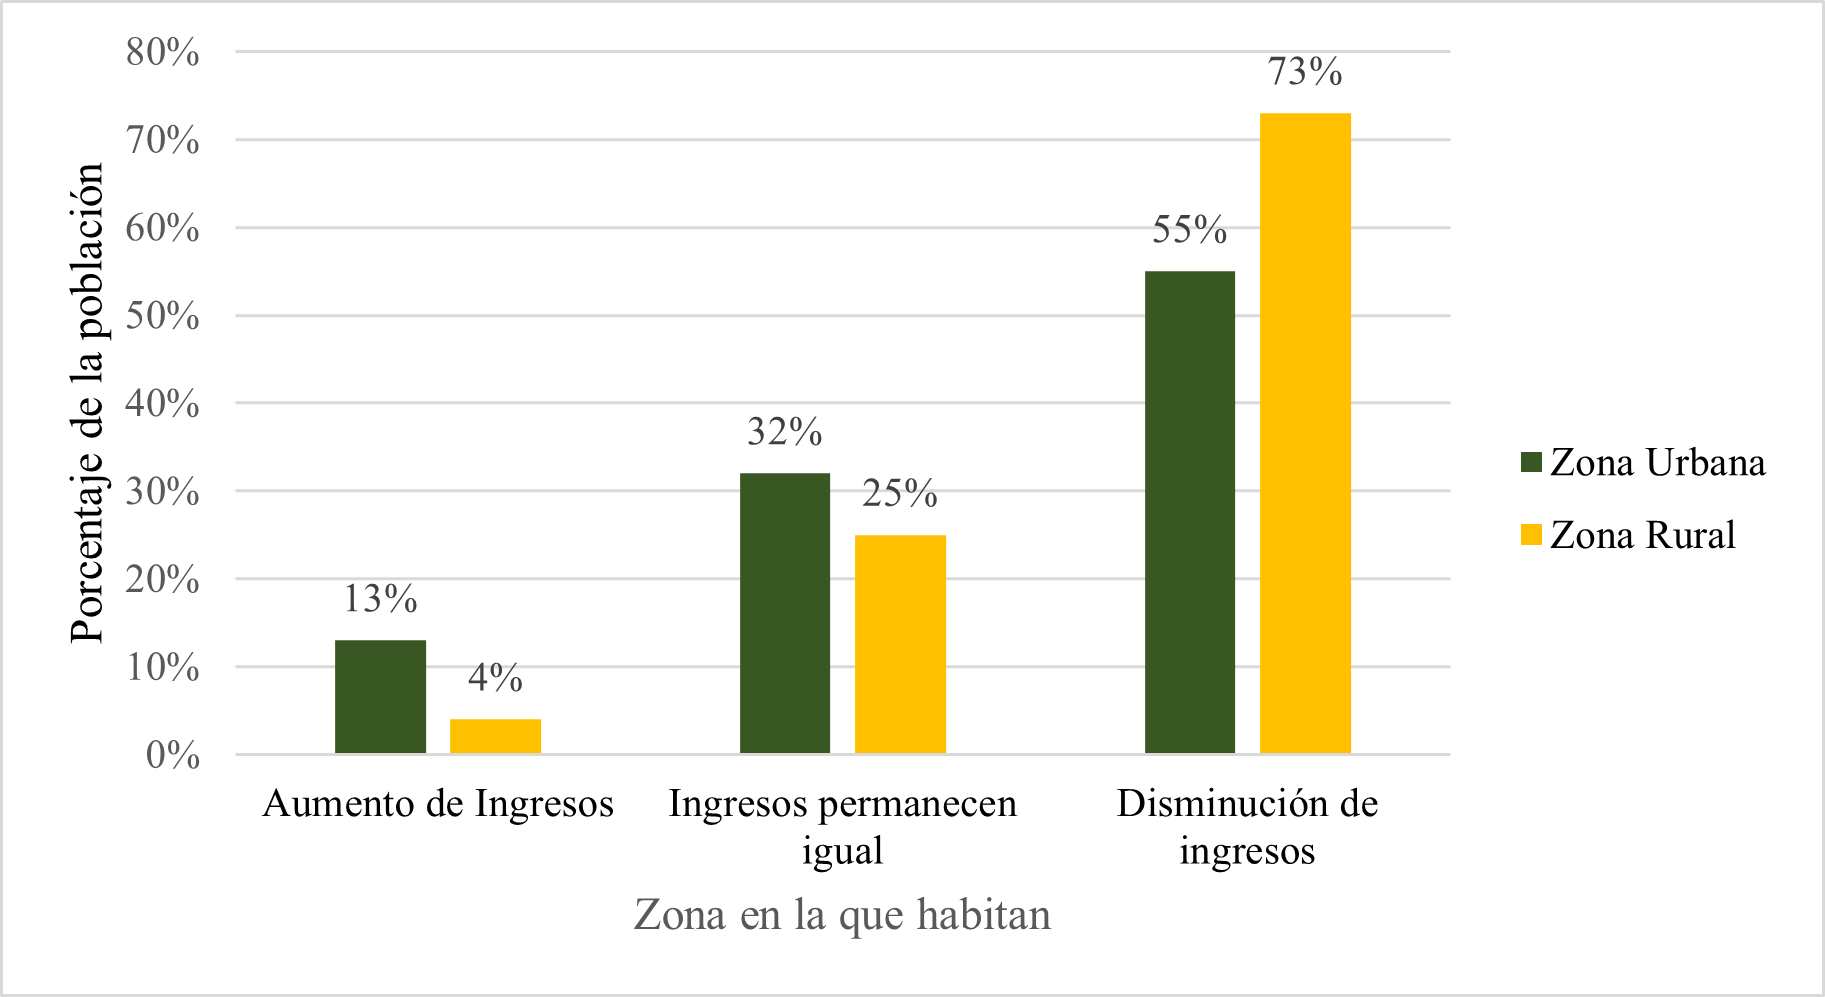 80%
70%
60%
50%
40%
30%
20%
10%
0%
Porcentaje de la población
13%
4%
32%
25%
55%
73%
Aumento de Ingresos
Ingresos permanecen
igual
Disminución de
ingresos
Zona en la que habitan
Zona Urbana
Zona Rural